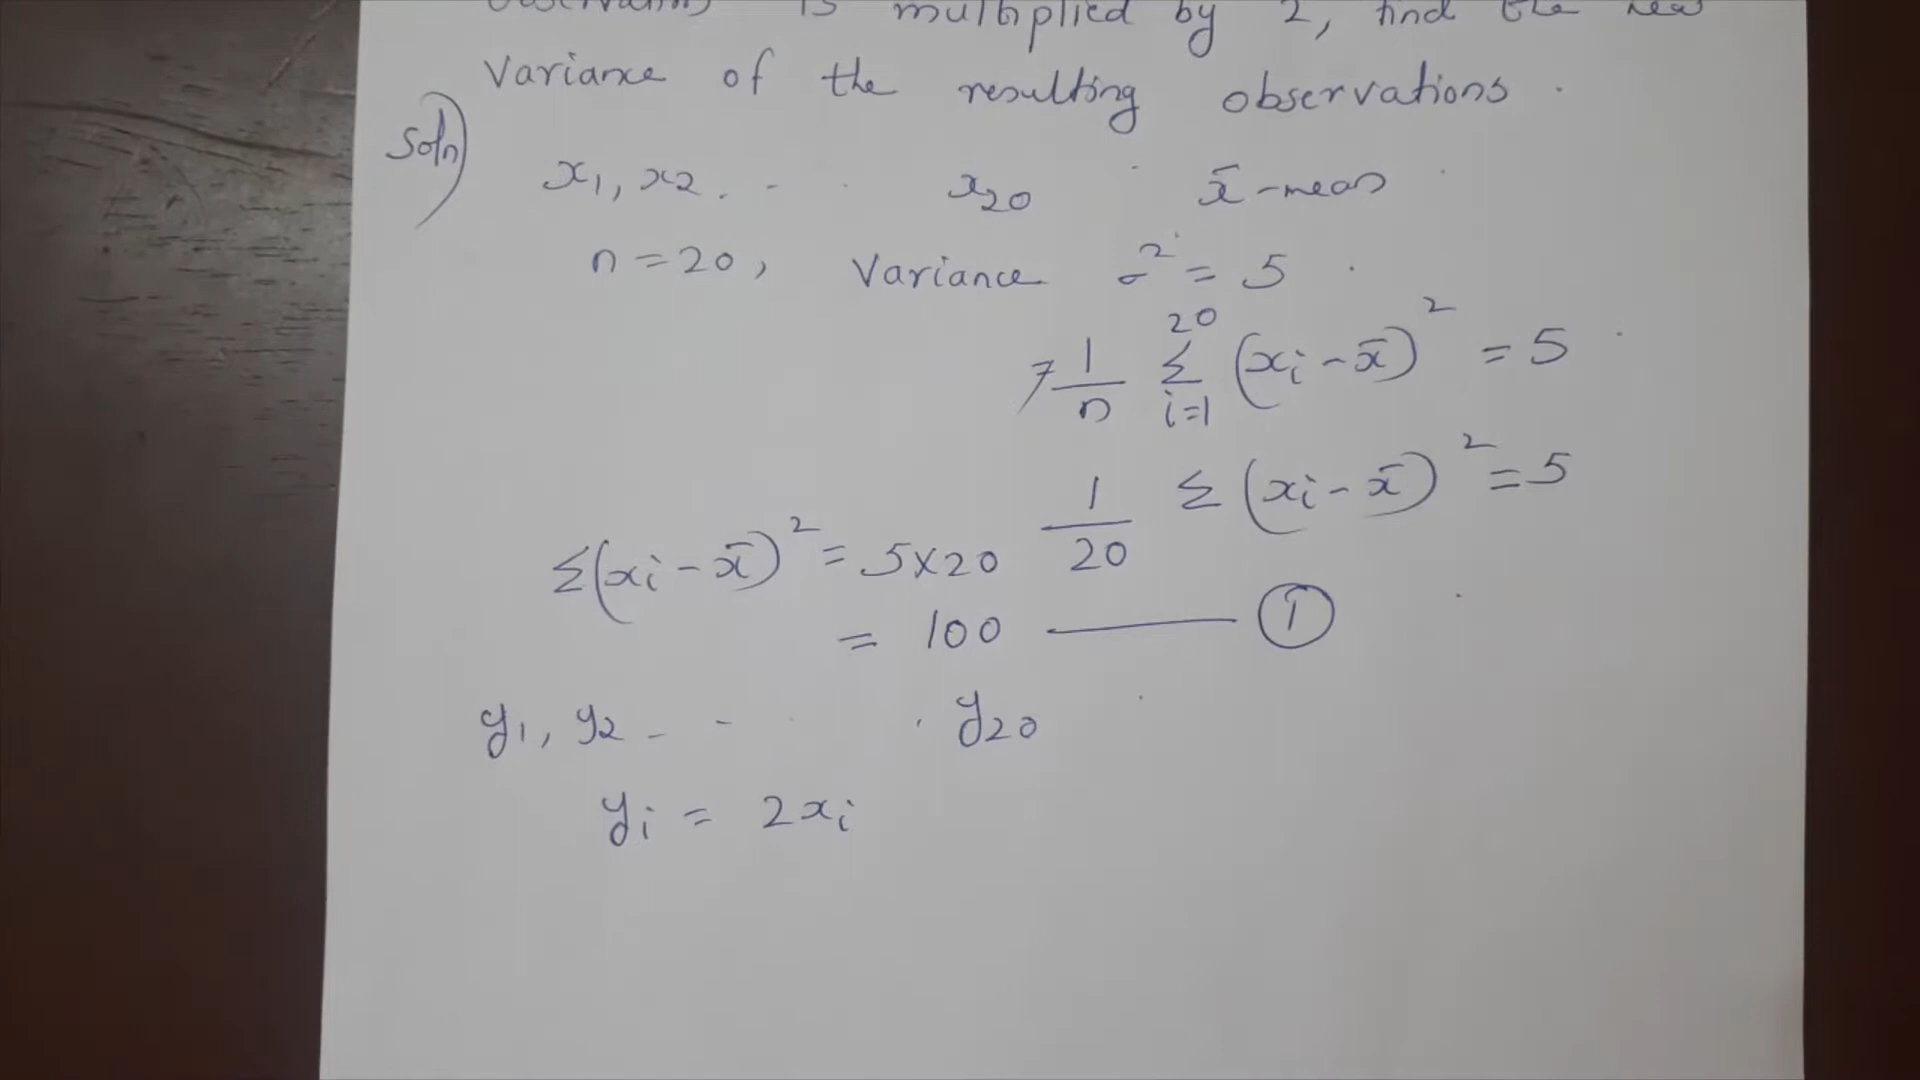 observations is multiplied by 2, find the new
Variance of the resulting observations.
Soln)
x₁, x₂. - . x₂₀ x̄ - mean
n = 20, Variance σ² = 5.
⇒ 1/n 20 Σ i=1 (xᵢ - x̄)² = 5
1/20 Σ (xᵢ - x̄)² = 5
Σ(xᵢ - x̄)² = 5×20
= 100 —— ①
y₁, y₂ - - . . y₂₀
yᵢ = 2xᵢ